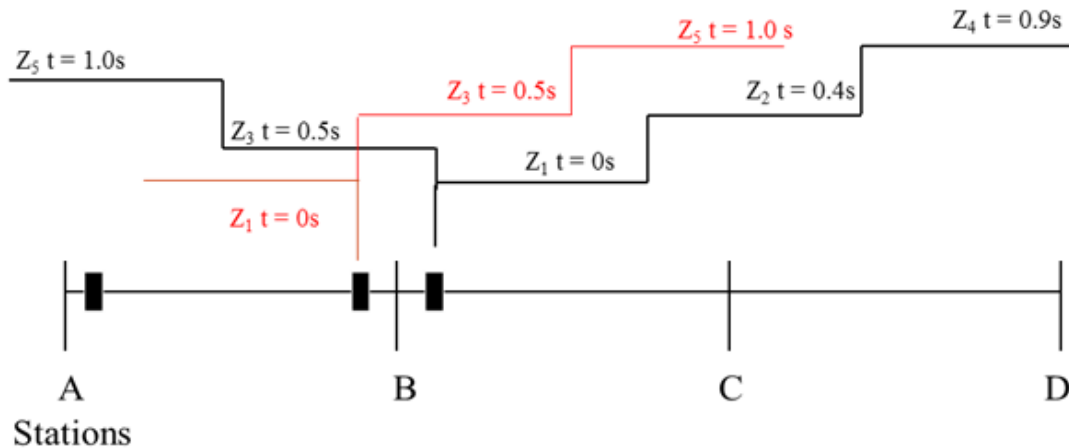 Z₅ t = 1.0s
Z₃ t = 0.5s
Z₁ t = 0s
Z₃ t = 0.5s
Z₅ t = 1.0 s
Z₁ t = 0s
Z₂ t = 0.4s
Z₄ t = 0.9s
A B C D
Stations